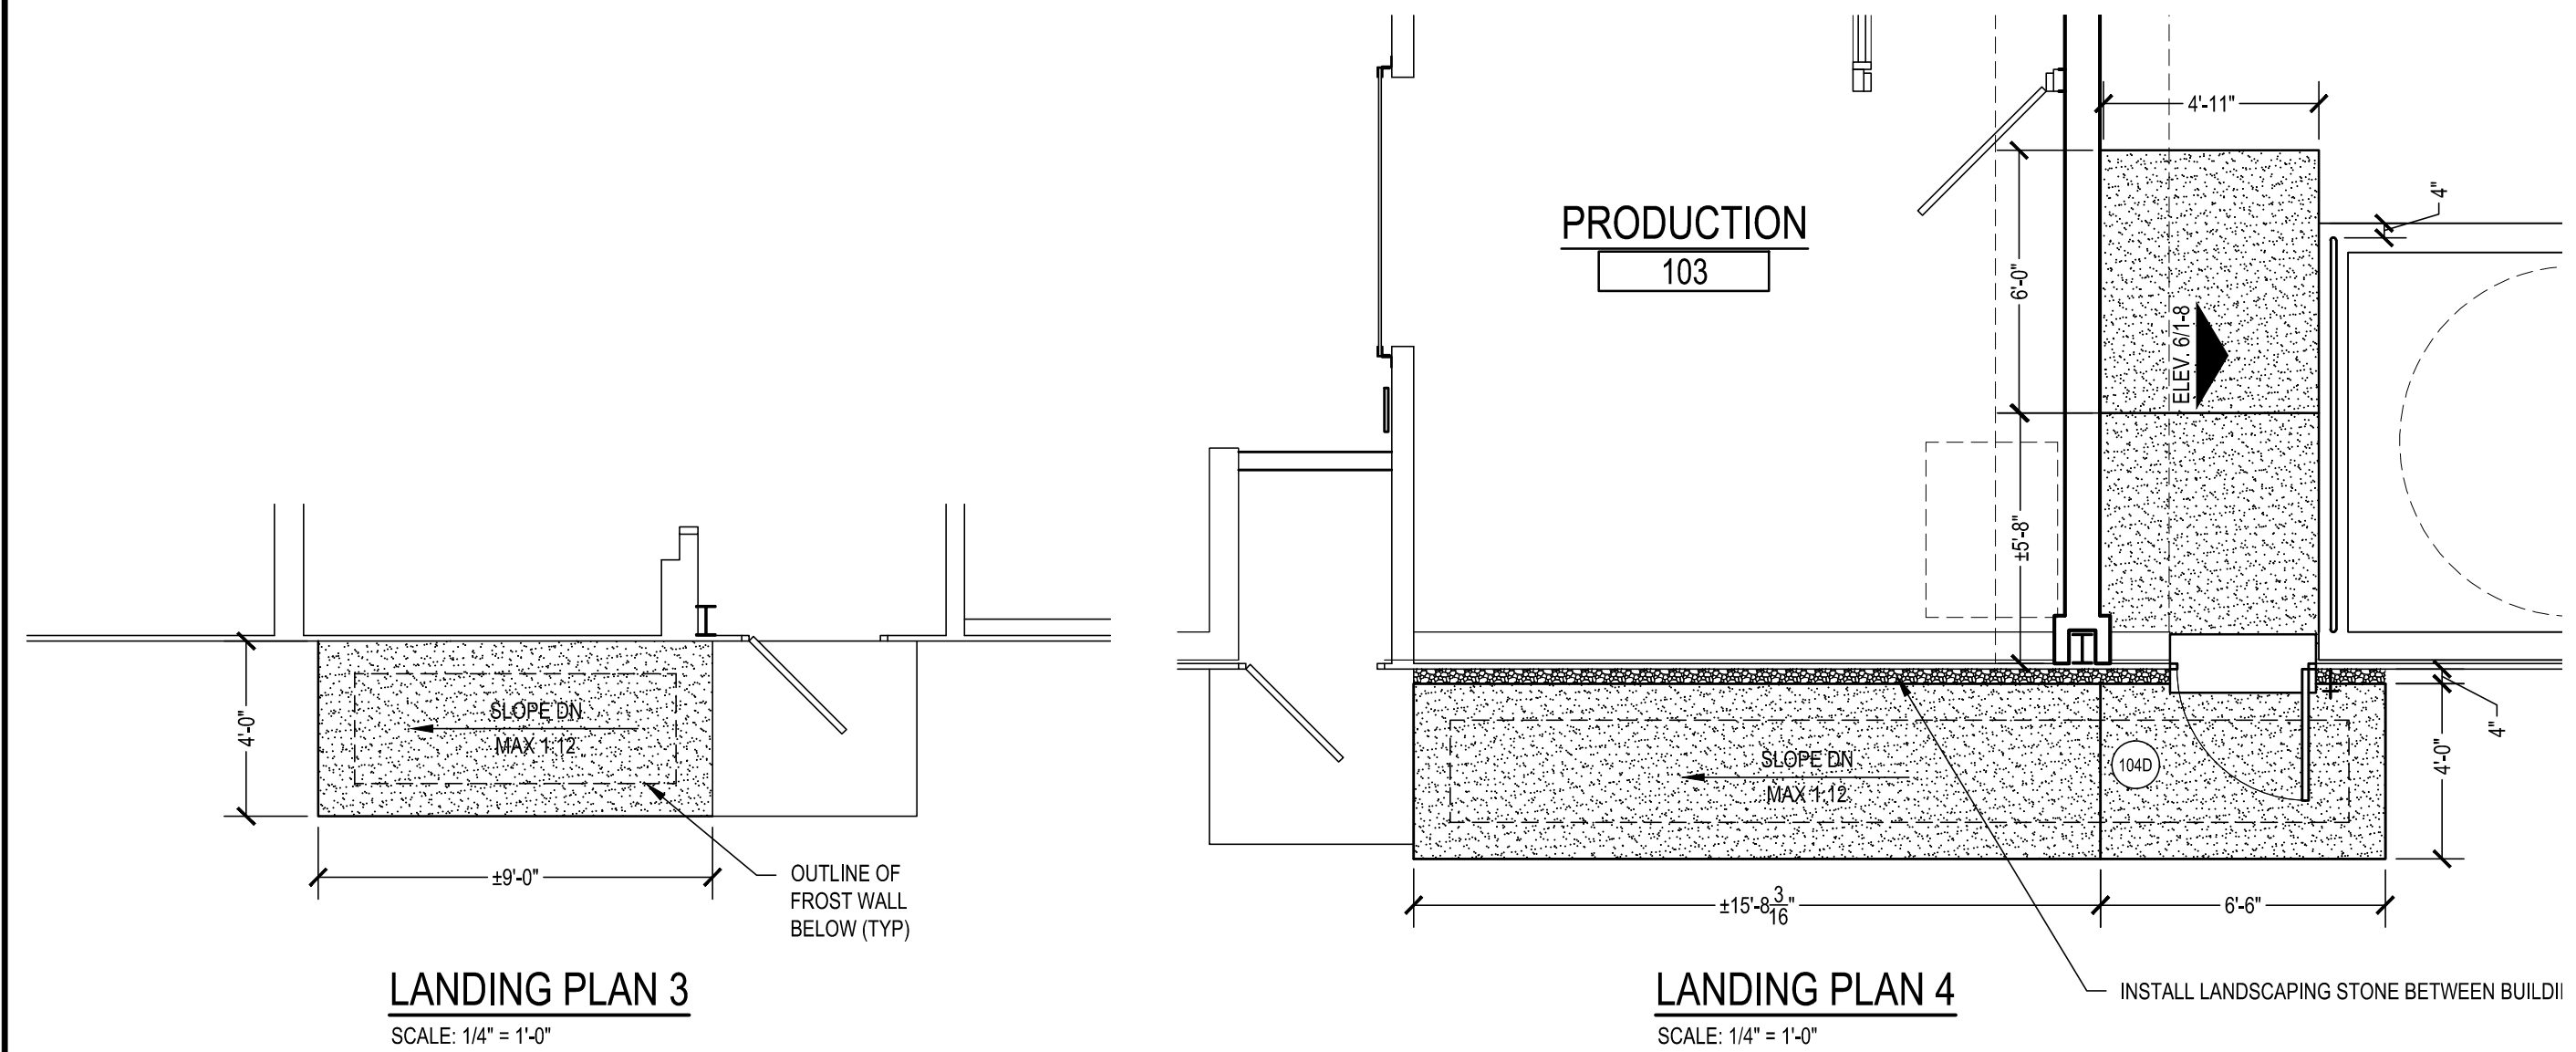 4'-11"
4"
PRODUCTION
103
6'-0"
ELEV. 6/1-8
±5'-8"
4'-0"
SLOPE DN
MAX 1:12
±9'-0"
OUTLINE OF
FROST WALL
BELOW (TYP)
LANDING PLAN 3
SCALE: 1/4" = 1'-0"
SLOPE DN
MAX 1:12
104D
4'-0"
4"
±15'-8 3/16"
6'-6"
LANDING PLAN 4
SCALE: 1/4" = 1'-0"
INSTALL LANDSCAPING STONE BETWEEN